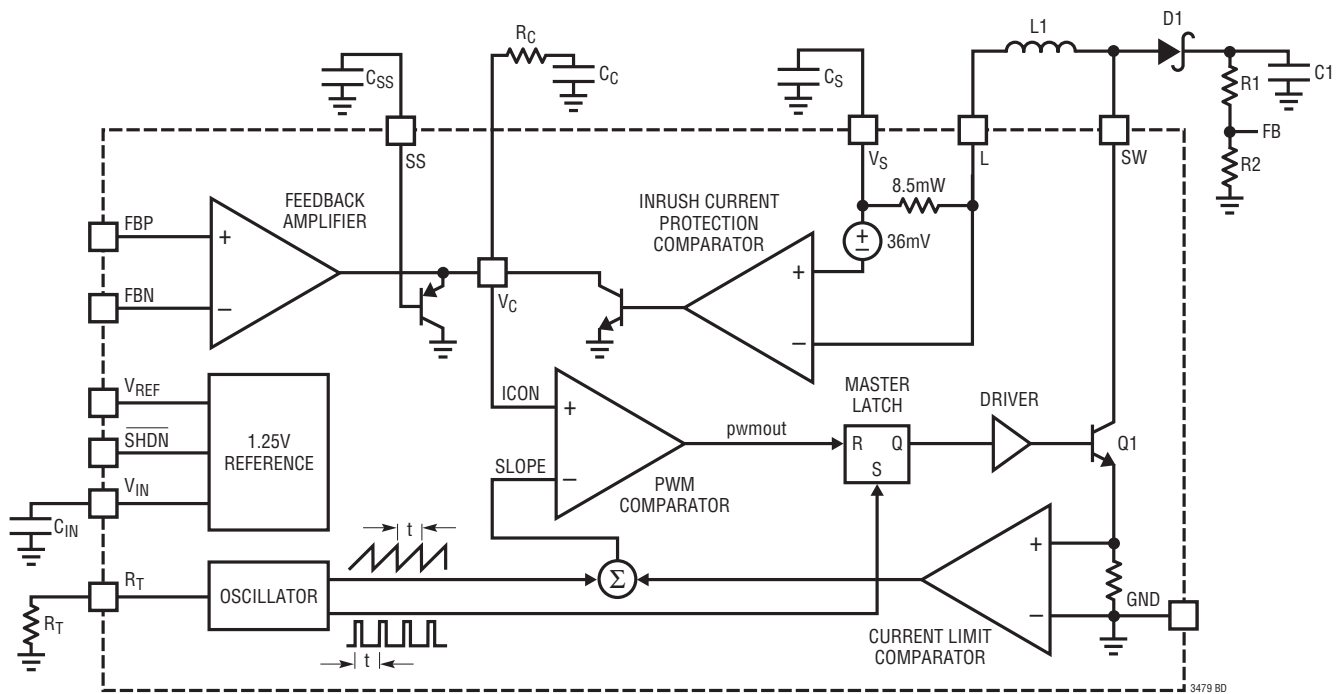 L1
D1
RC
CSS
CC
CS
R1
C1
FB
R2
SS
VS
L
SW
8.5mW
FEEDBACK
AMPLIFIER
INRUSH CURRENT
PROTECTION
COMPARATOR
FBP
+
+
–
36mV
+
FBN
–
VC
–
VREF
SHDN
VIN
CIN
1.25V
REFERENCE
ICON
+
SLOPE
–
PWM
COMPARATOR
pwmout
MASTER
LATCH
R
Q
S
DRIVER
Q1
t
RT
RT
OSCILLATOR
Σ
t
+
–
CURRENT LIMIT
COMPARATOR
GND
3479 BD